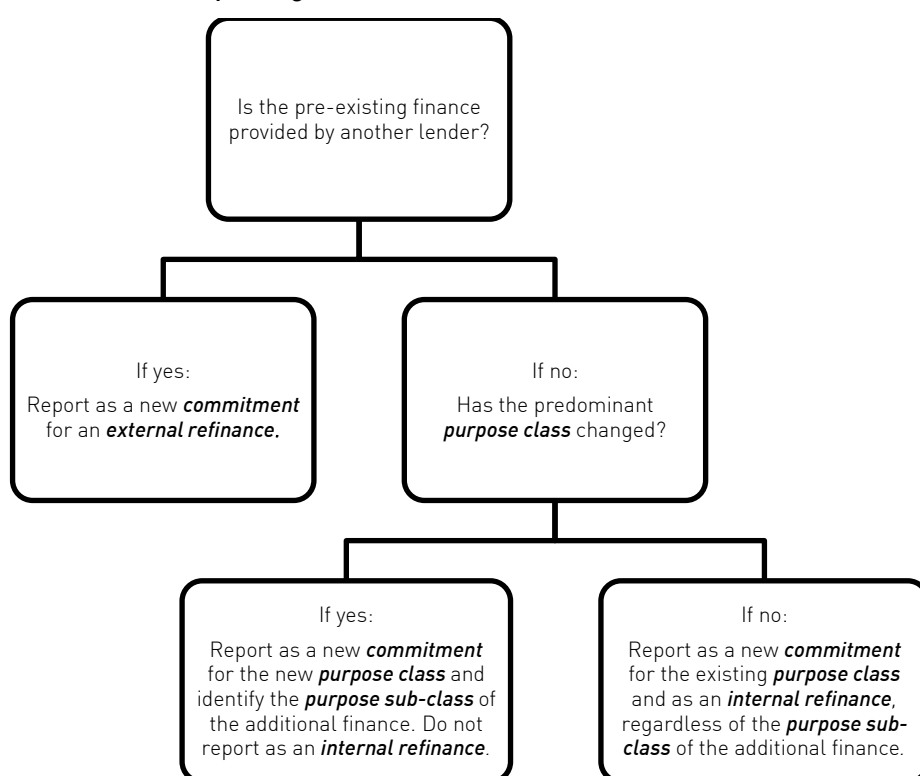 Is the pre-existing finance
provided by another lender?
If yes:
Report as a new commitment
for an external refinance.
If no:
Has the predominant
purpose class changed?
If yes:
Report as a new commitment
for the new purpose class and
identify the purpose sub-class of
the additional finance. Do not
report as an internal refinance.
If no:
Report as a new commitment
for the existing purpose class
and as an internal refinance,
regardless of the purpose sub-
class of the additional finance.